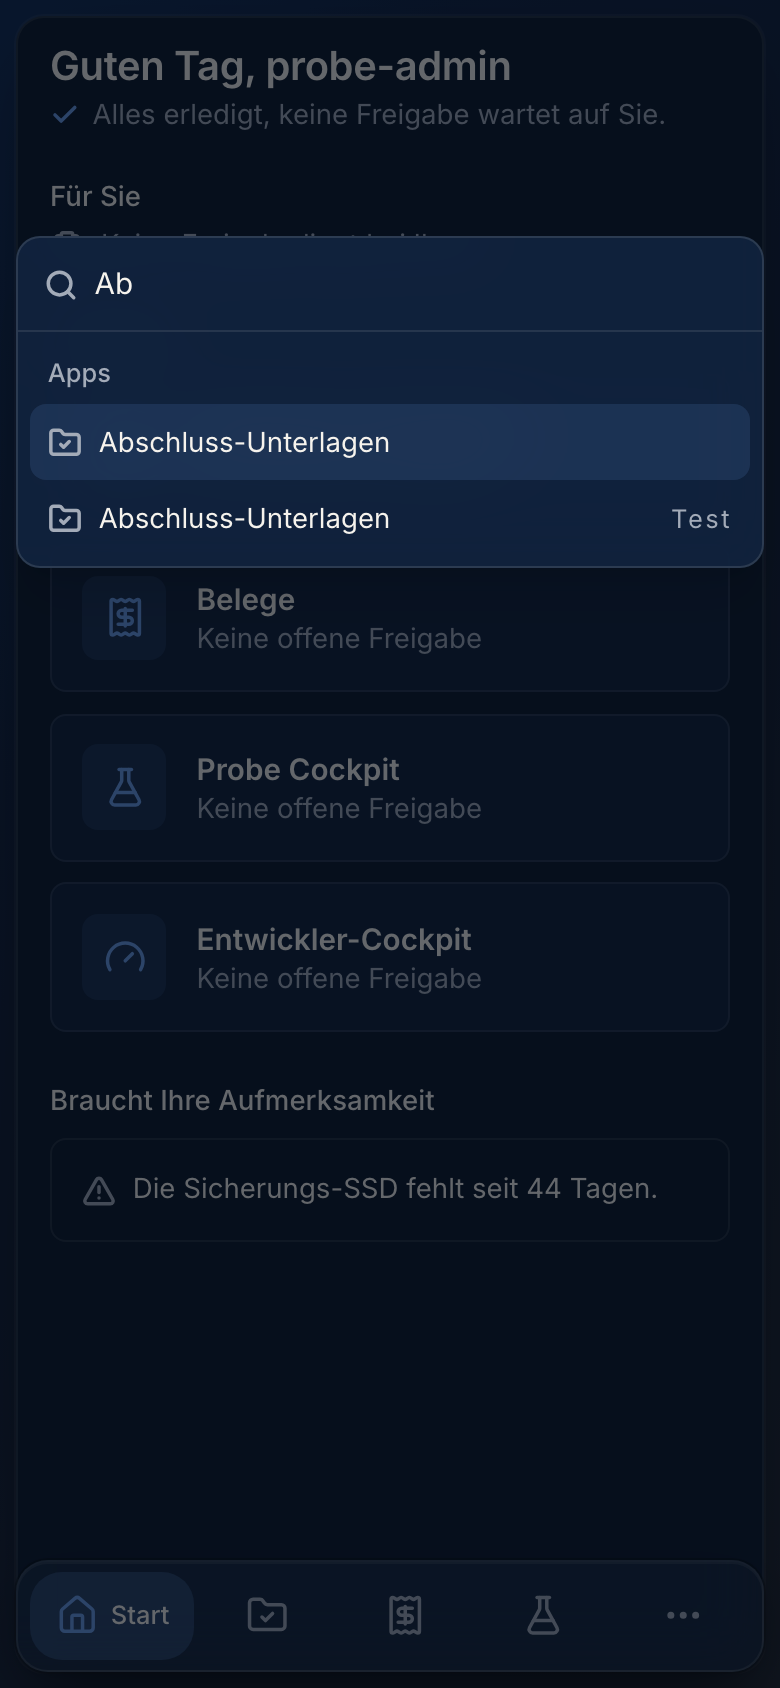 Guten Tag, probe-admin
Alles erledigt, keine Freigabe wartet auf Sie.
Für Sie
Ab
Apps
Abschluss-Unterlagen
Abschluss-Unterlagen Test
Belege
Keine offene Freigabe
Probe Cockpit
Keine offene Freigabe
Entwickler-Cockpit
Keine offene Freigabe
Braucht Ihre Aufmerksamkeit
Die Sicherungs-SSD fehlt seit 44 Tagen.
Start